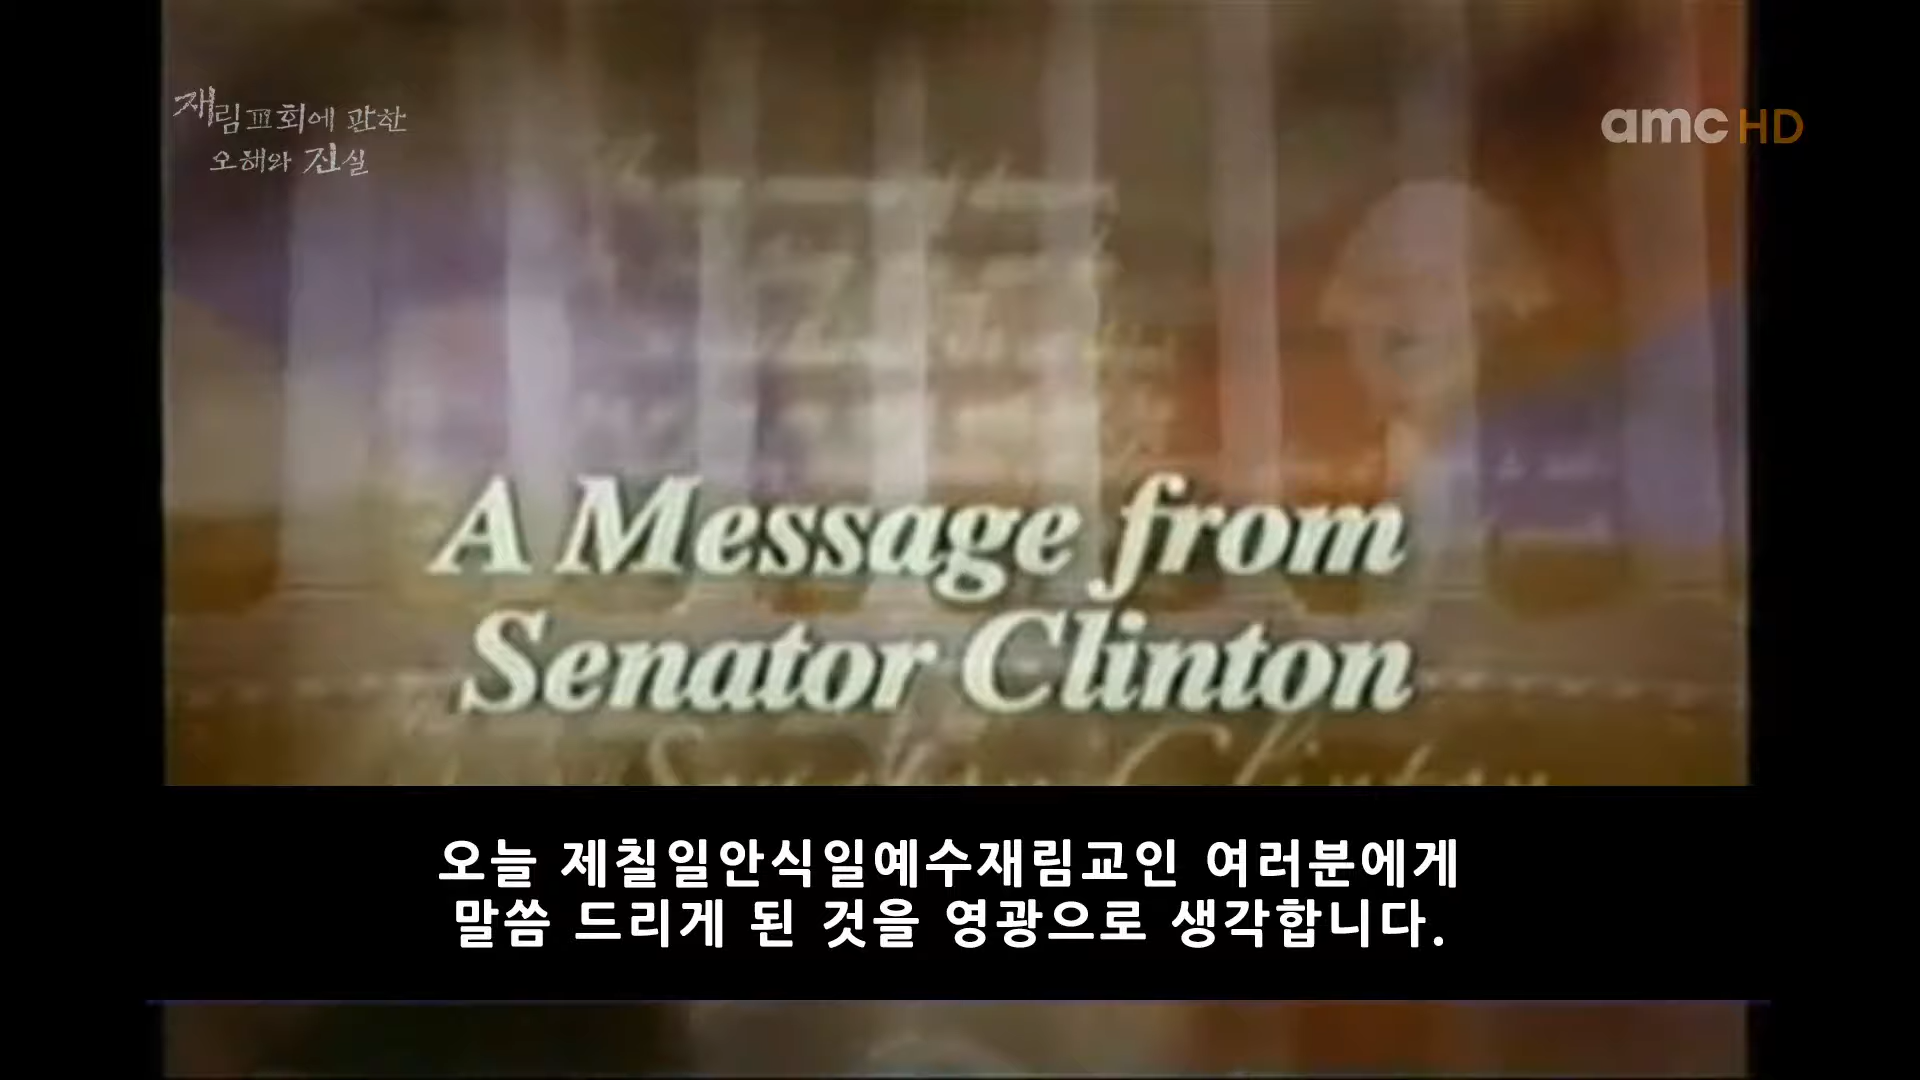 재림교회에 관한
오해와 진실
amc HD
A Message from
Senator Clinton
오늘 제칠일안식일예수재림교인 여러분에게
말씀 드리게 된 것을 영광으로 생각합니다.